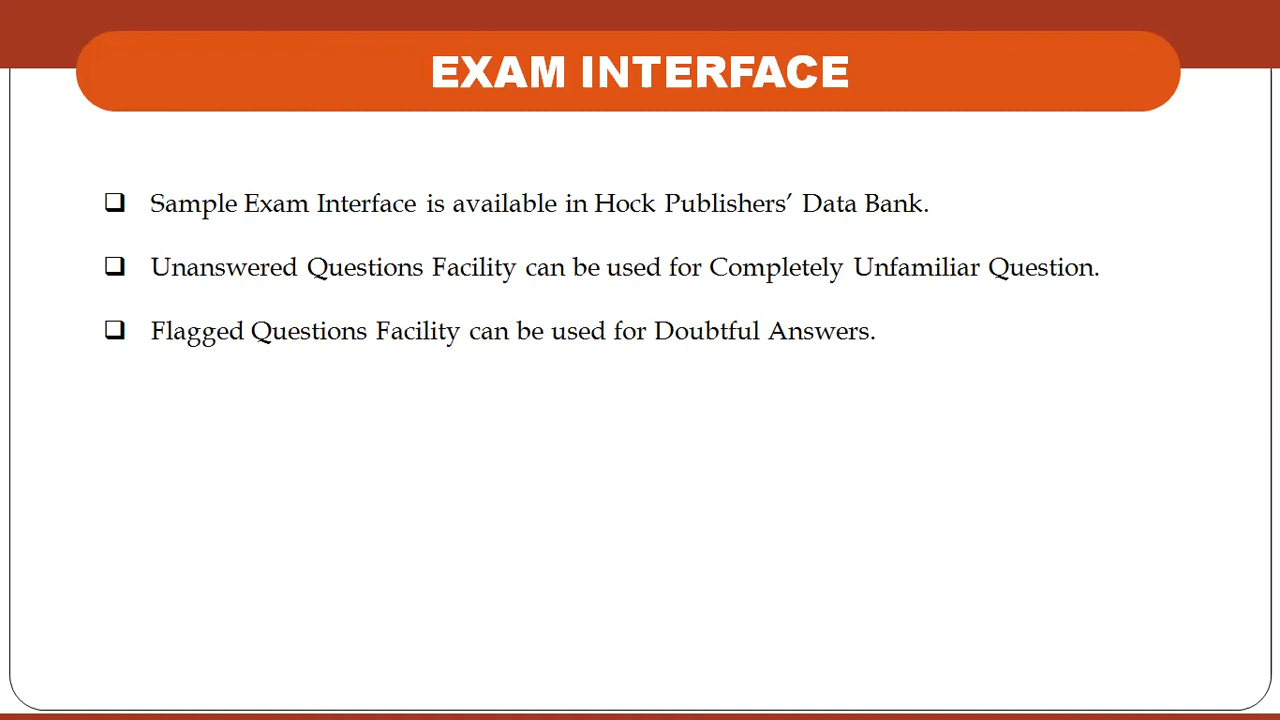 EXAM INTERFACE
Sample Exam Interface is available in Hock Publishers’ Data Bank.
Unanswered Questions Facility can be used for Completely Unfamiliar Question.
Flagged Questions Facility can be used for Doubtful Answers.